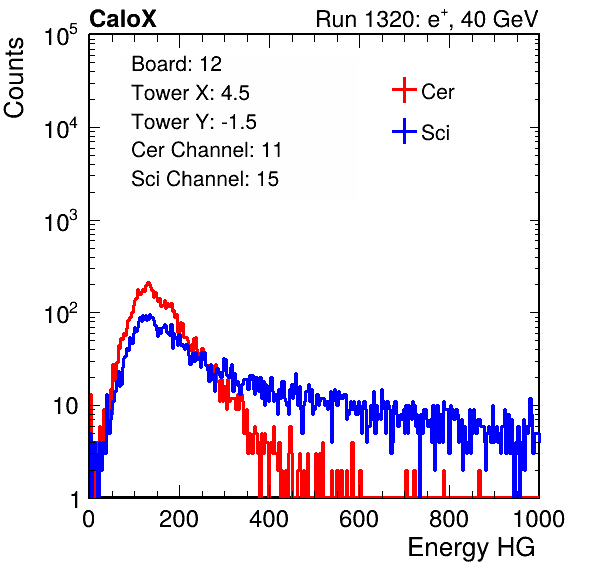 CaloX Run 1320: e⁺, 40 GeV
Counts
Board: 12
Tower X: 4.5
Tower Y: -1.5
Cer Channel: 11
Sci Channel: 15
Cer
Sci
10⁵
10⁴
10³
10²
10
1
0 200 400 600 800 1000
Energy HG